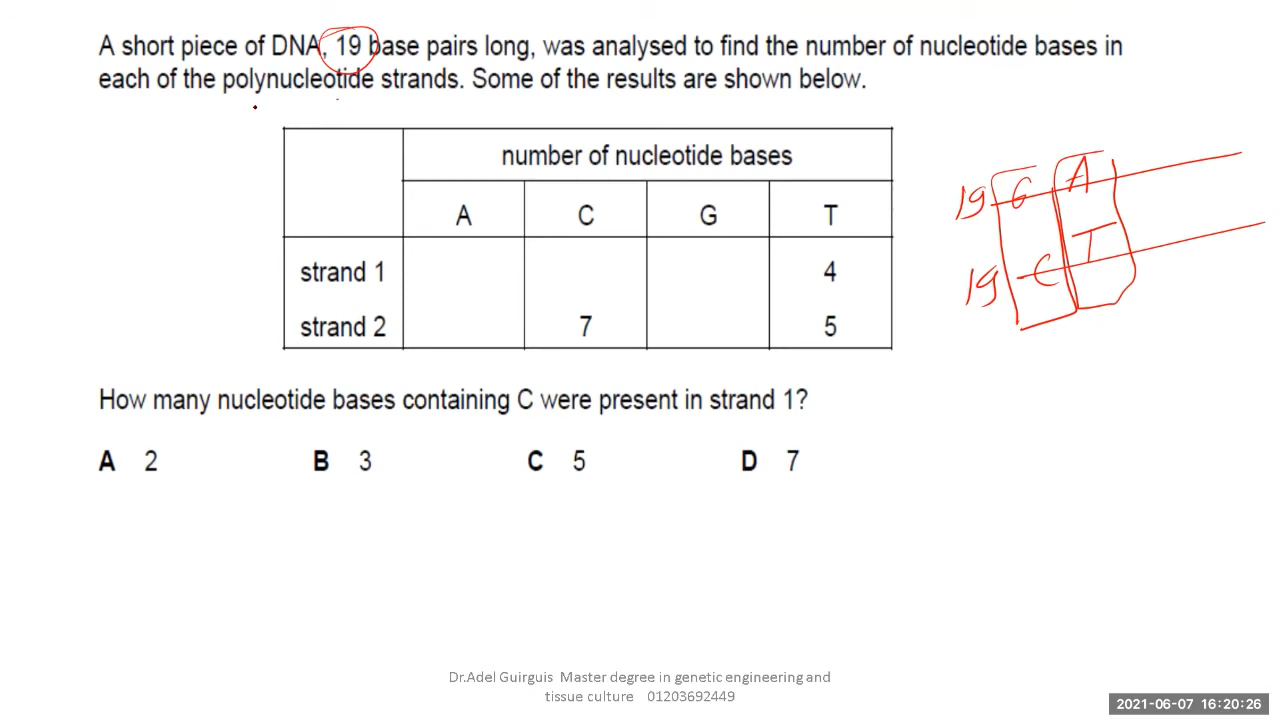 A short piece of DNA, 19 base pairs long, was analysed to find the number of nucleotide bases in
each of the polynucleotide strands. Some of the results are shown below.
number of nucleotide bases
A C G T
strand 1 4
strand 2 7 5
19 G A
19 C T
How many nucleotide bases containing C were present in strand 1?
A 2 B 3 C 5 D 7
Dr.Adel Guirguis Master degree in genetic engineering and
tissue culture 01203692449
2021-06-07 16:20:26